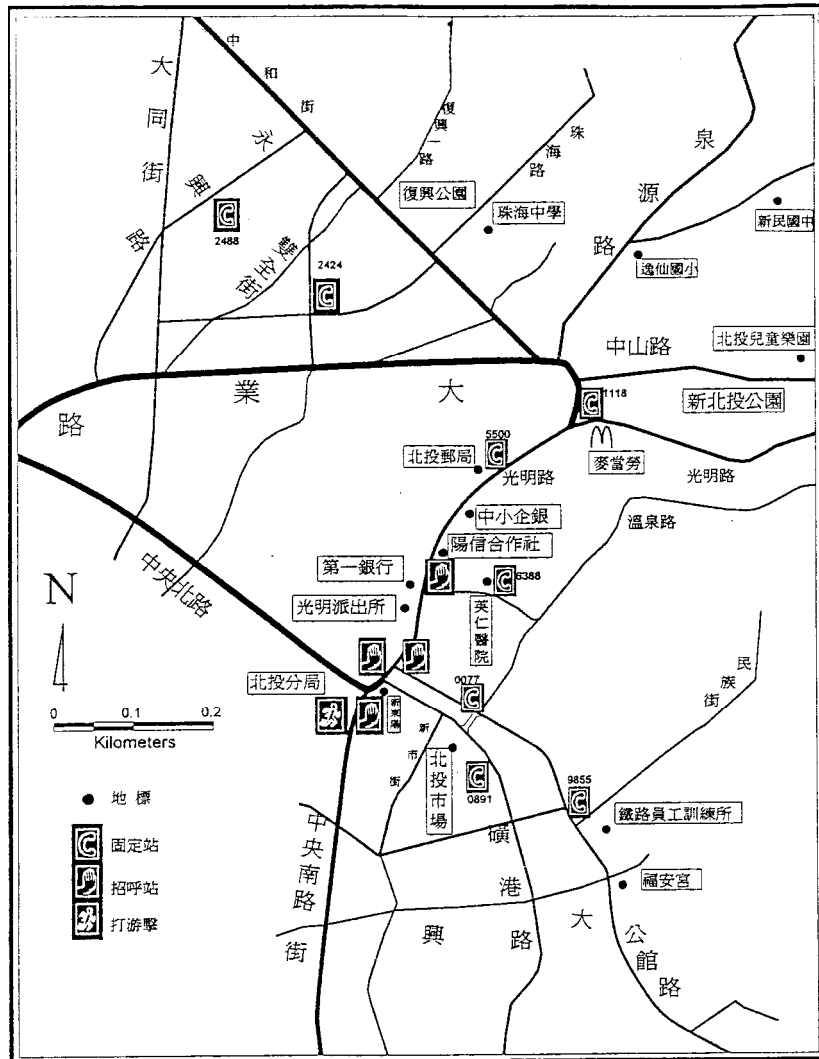 中和街
大同街
永興路
復興一路
珠海路
泉源路
復興公園
珠海中學
新民國中
2488
雙全街
2424
逸仙國小
中山路
北投兒童樂園
大業路
1118
新北投公園
5500
北投郵局
麥當勞
光明路
光明路
中小企銀
溫泉路
陽信合作社
第一銀行
6388
中央北路
光明派出所
英仁醫院
N
民族街
北投分局
0077
新東陽
新市街
0 0.1 0.2
Kilometers
北投市場
0891
9855
地標
鐵路員工訓練所
固定站
中央南路
磺港路
招呼站
福安宮
打游擊
大興街
公館路